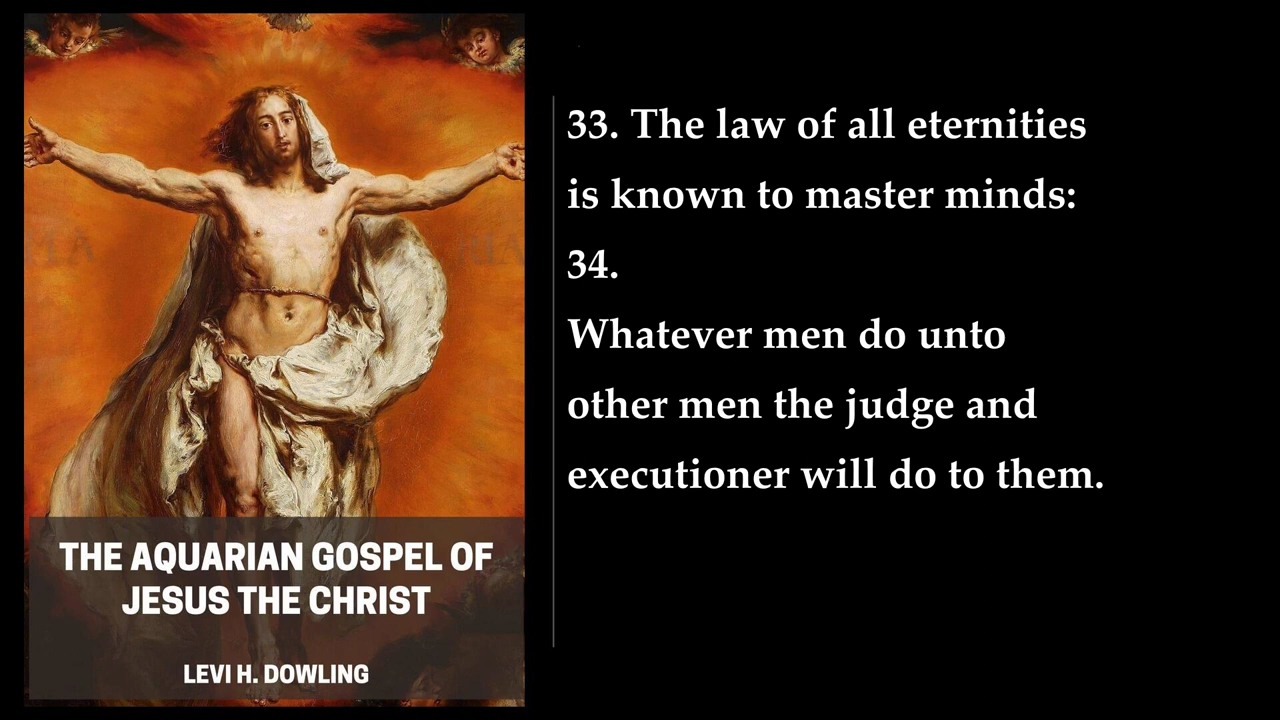 THE AQUARIAN GOSPEL OF
JESUS THE CHRIST
LEVI H. DOWLING
33. The law of all eternities
is known to master minds:
34.
Whatever men do unto
other men the judge and
executioner will do to them.